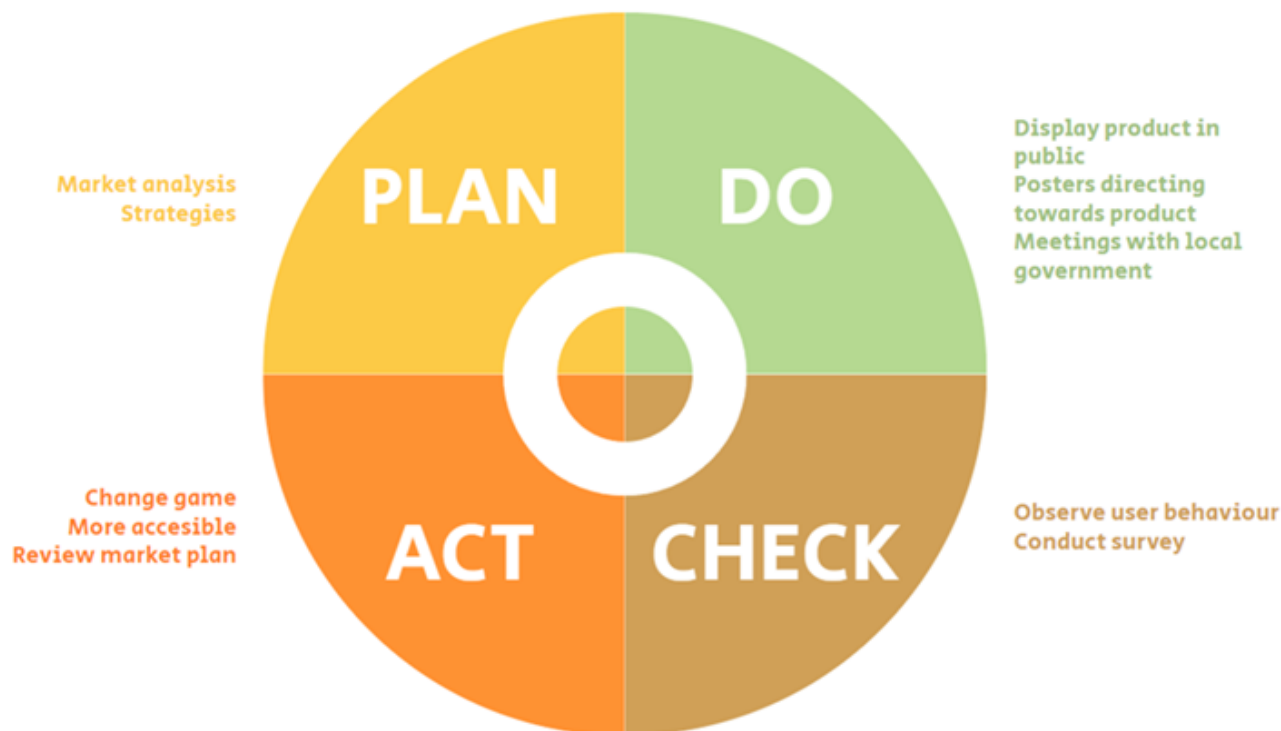 PLAN
Market analysis
Strategies
DO
Display product in
public
Posters directing
towards product
Meetings with local
government
ACT
Change game
More accesible
Review market plan
CHECK
Observe user behaviour
Conduct survey